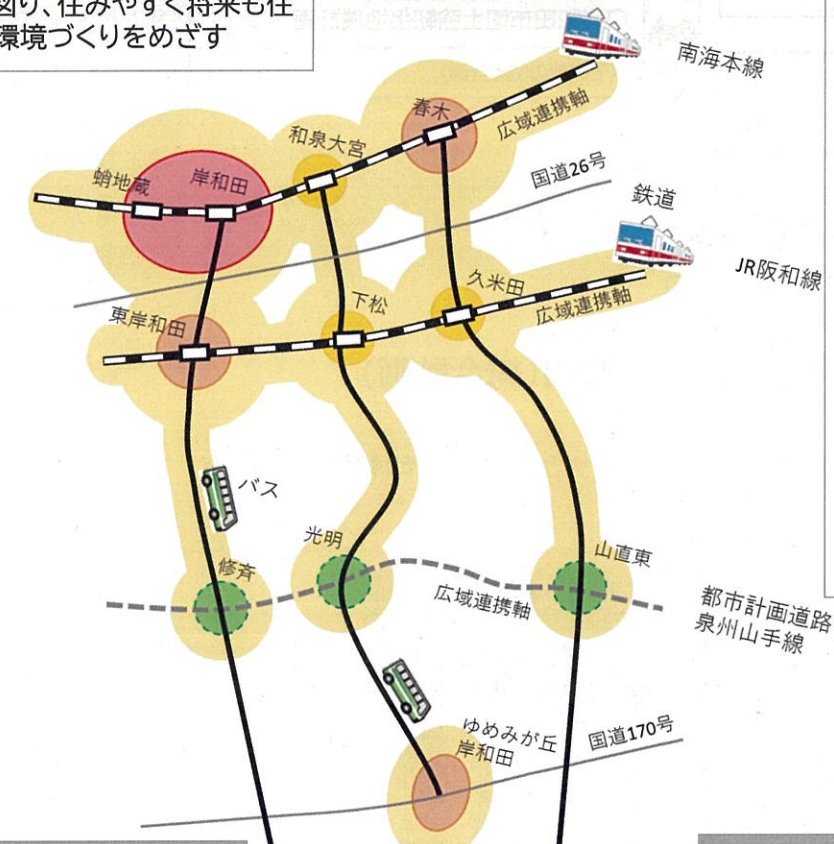 図り、住みやすく将来も住
環境づくりをめざす
南海本線
春木
広域連携軸
和泉大宮
国道26号
蛸地蔵
岸和田
鉄道
JR阪和線
久米田
広域連携軸
下松
東岸和田
バス
光明
山直東
修斉
広域連携軸
都市計画道路
泉州山手線
ゆめみが丘
岸和田
国道170号